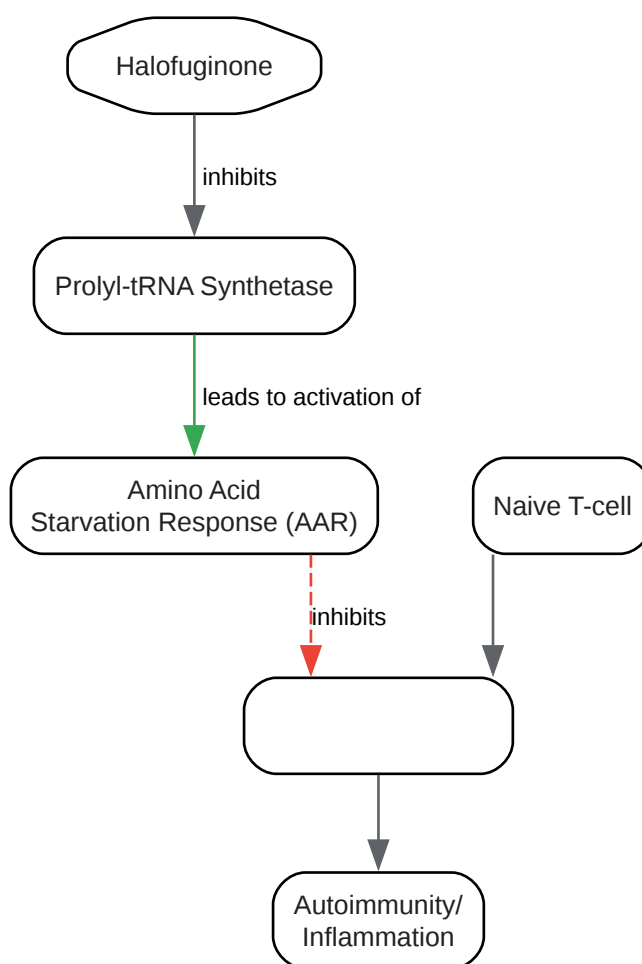 Halofuginone
inhibits
Prolyl-tRNA Synthetase
leads to activation of
Amino Acid
Starvation Response (AAR)
Naive T-cell
inhibits
Autoimmunity/
Inflammation